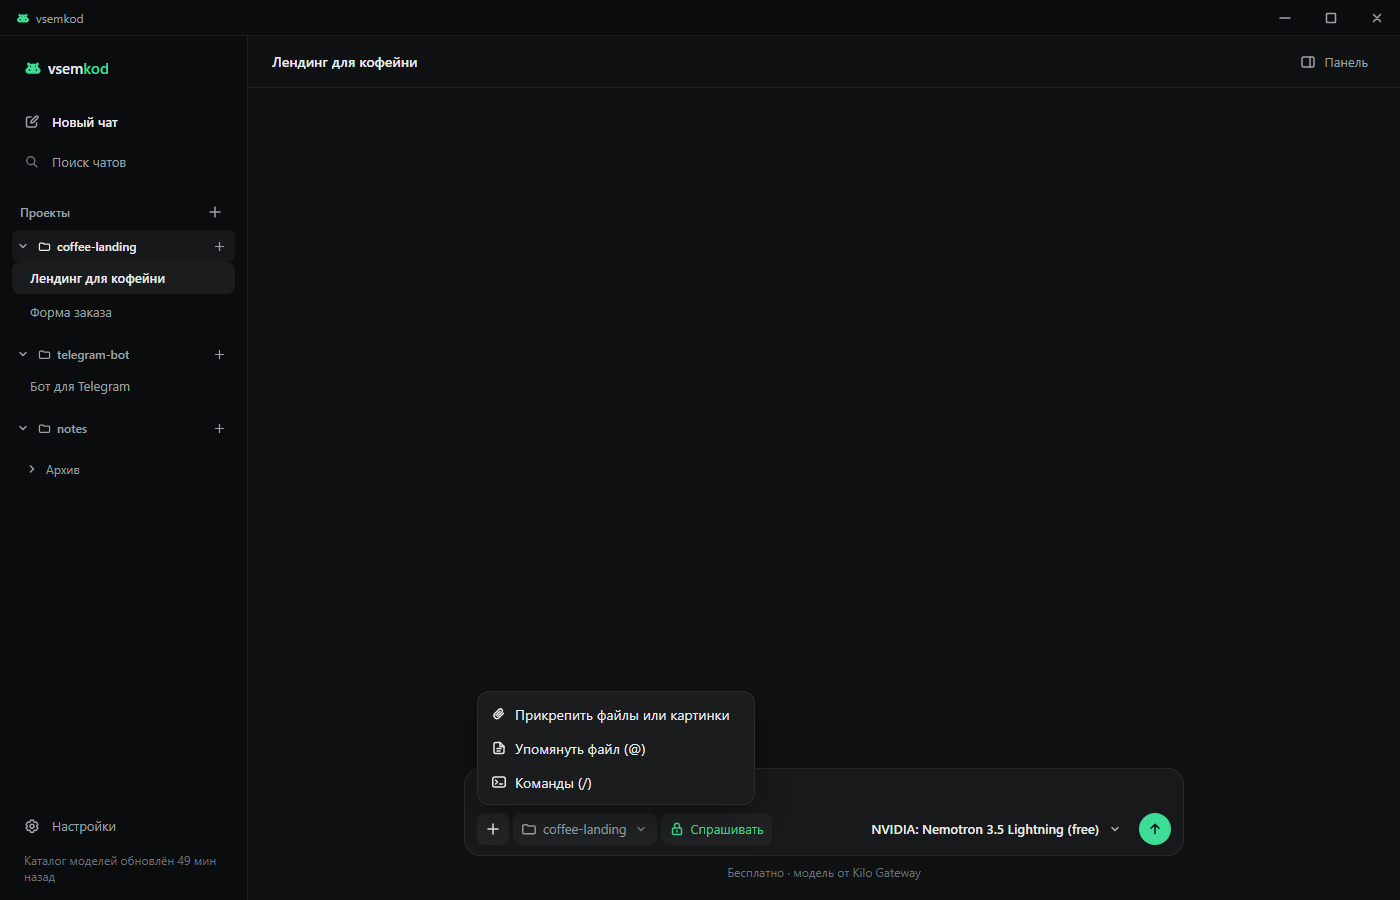 vsemkod
vsemkod
Новый чат
Поиск чатов
Проекты
coffee-landing
Лендинг для кофейни
Форма заказа
telegram-bot
Бот для Telegram
notes
Архив
Настройки
Каталог моделей обновлён 49 мин
назад
Лендинг для кофейни
Панель
Прикрепить файлы или картинки
Упомянуть файл (@)
Команды (/)
coffee-landing
Спрашивать
NVIDIA: Nemotron 3.5 Lightning (free)
Бесплатно · модель от Kilo Gateway